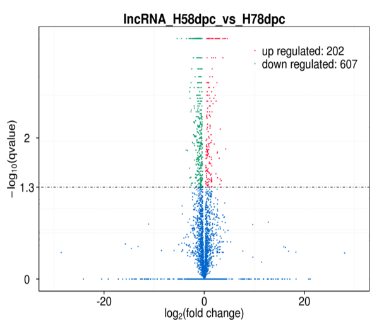 lncRNA_H58dpc_vs_H78dpc
up regulated: 202
down regulated: 607
−log₁₀(qvalue)
2
1.3
0
-20
0
20
log₂(fold change)